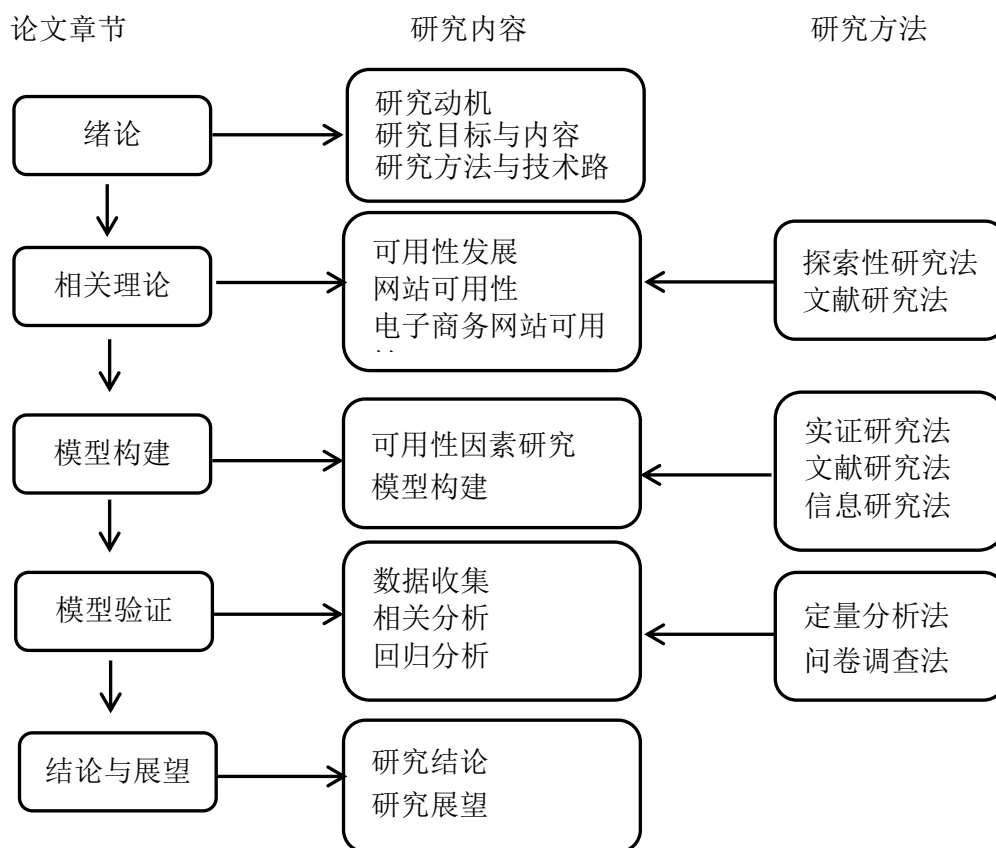 论文章节 研究内容 研究方法
绪论
研究动机
研究目标与内容
研究方法与技术路
相关理论
可用性发展
网站可用性
电子商务网站可用
探索性研究法
文献研究法
模型构建
可用性因素研究
模型构建
实证研究法
文献研究法
信息研究法
模型验证
数据收集
相关分析
回归分析
定量分析法
问卷调查法
结论与展望
研究结论
研究展望